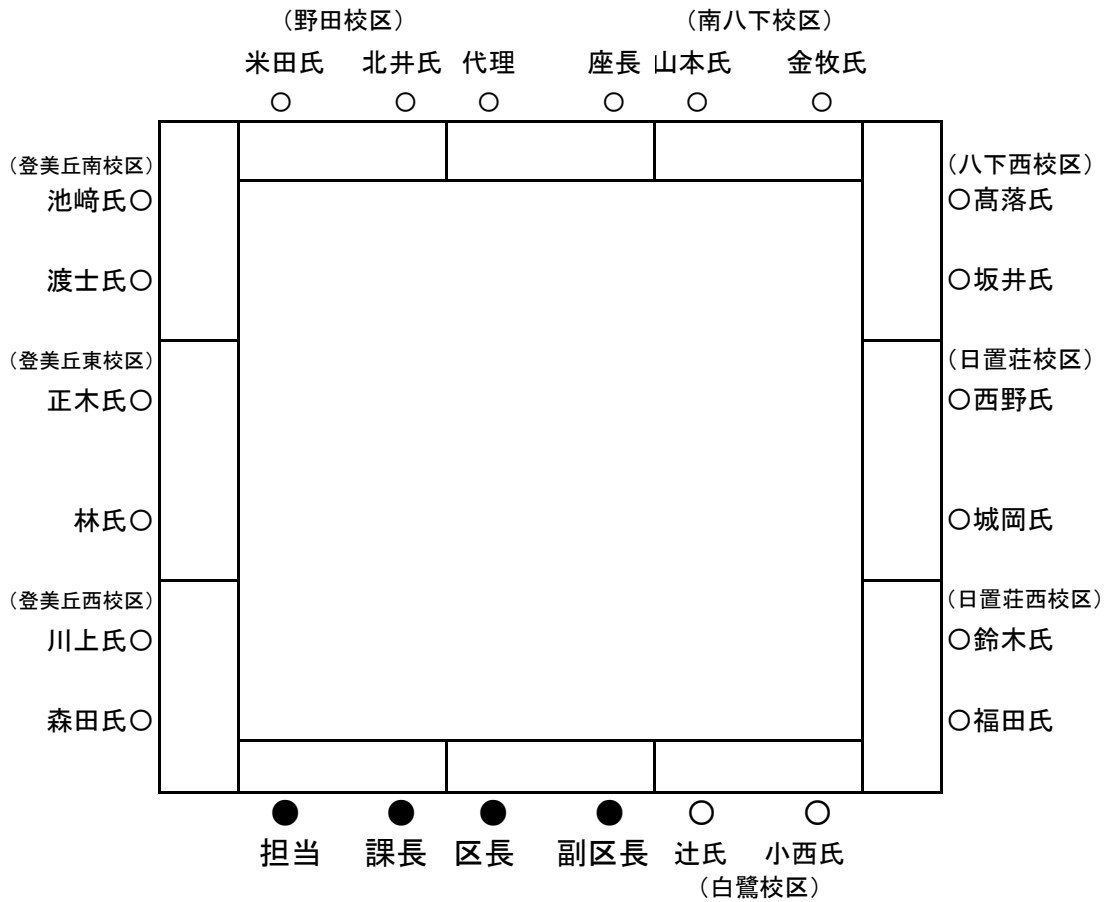 （野田校区） （南八下校区）
米田氏 北井氏 代理 座長 山本氏 金牧氏
○ ○ ○ ○ ○ ○
（登美丘南校区） （八下西校区）
池﨑氏○ ○髙落氏
渡士氏○ ○坂井氏
（登美丘東校区） （日置荘校区）
正木氏○ ○西野氏
林氏○ ○城岡氏
（登美丘西校区） （日置荘西校区）
川上氏○ ○鈴木氏
森田氏○ ○福田氏
● ● ● ● ○ ○
担当 課長 区長 副区長 辻氏 小西氏
（白鷺校区）